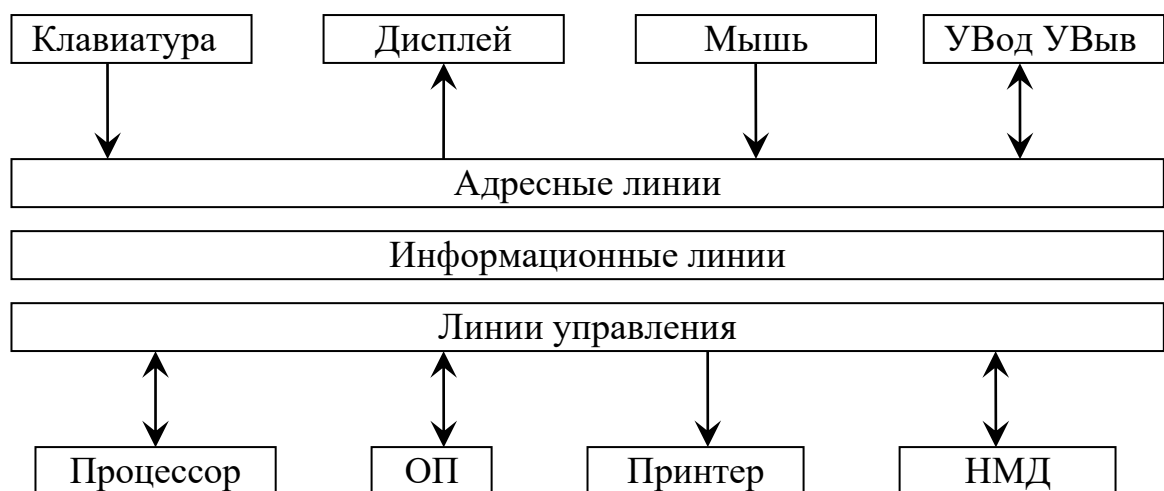 Клавиатура Дисплей Мышь УВод УВыв
Адресные линии
Информационные линии
Линии управления
Процессор ОП Принтер НМД